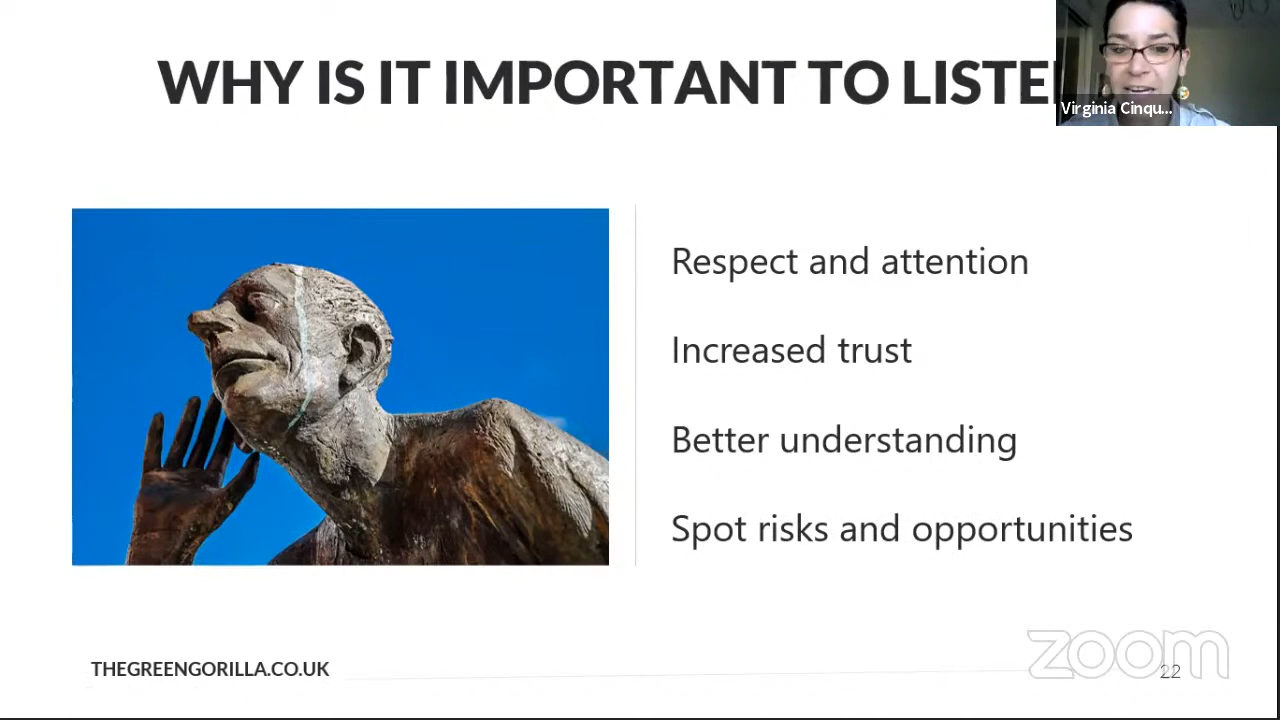 WHY IS IT IMPORTANT TO LISTE
Virginia Cinqu...
Respect and attention
Increased trust
Better understanding
Spot risks and opportunities
THEGREENGORILLA.CO.UK
zoom
22